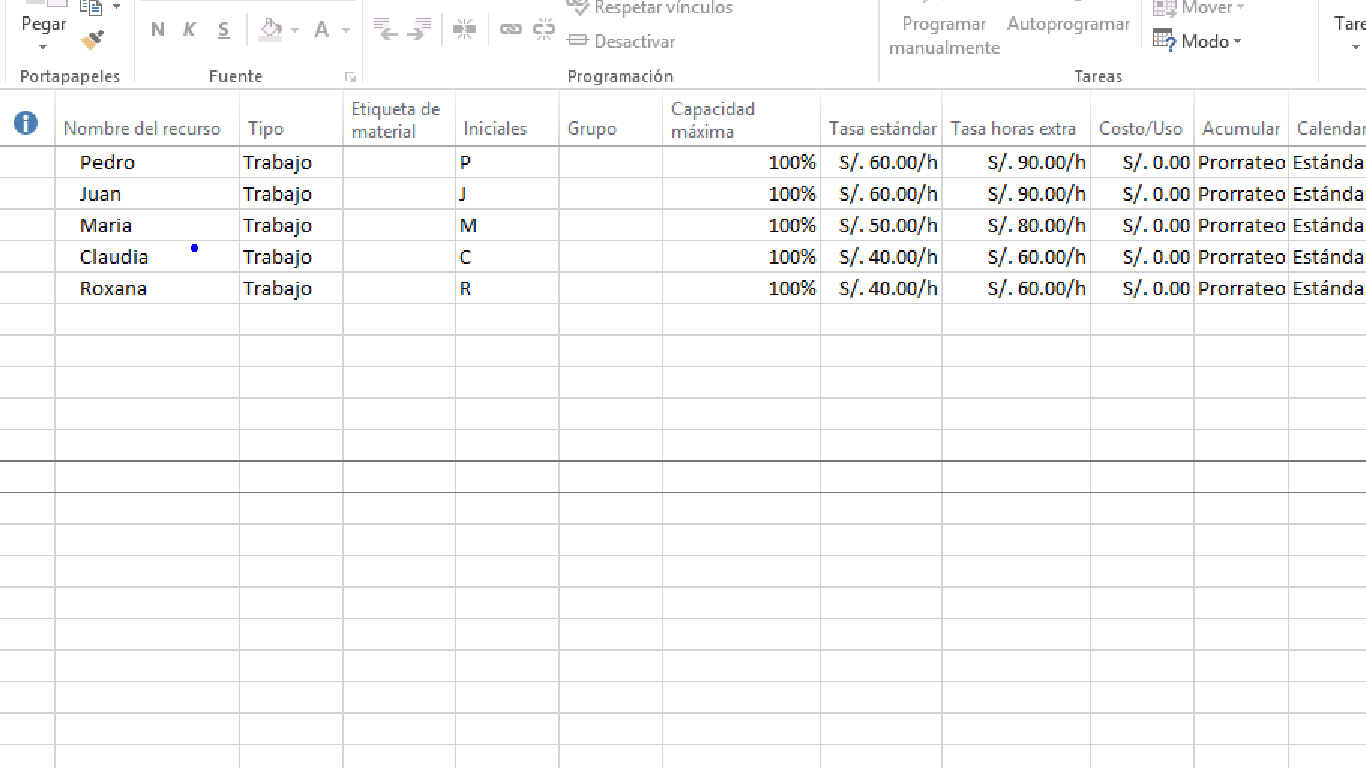 Pegar
Portapapeles
N K S A
Fuente
Respetar vínculos
Desactivar
Programación
Programar manualmente
Autoprogramar
Mover
Modo
Tareas
Tare
Nombre del recurso Tipo Etiqueta de material Iniciales Grupo Capacidad máxima Tasa estándar Tasa horas extra Costo/Uso Acumular Calendar
Pedro Trabajo P 100% S/. 60.00/h S/. 90.00/h S/. 0.00 Prorrateo Estánda
Juan Trabajo J 100% S/. 60.00/h S/. 90.00/h S/. 0.00 Prorrateo Estánda
Maria Trabajo M 100% S/. 50.00/h S/. 80.00/h S/. 0.00 Prorrateo Estánda
Claudia Trabajo C 100% S/. 40.00/h S/. 60.00/h S/. 0.00 Prorrateo Estánda
Roxana Trabajo R 100% S/. 40.00/h S/. 60.00/h S/. 0.00 Prorrateo Estánda